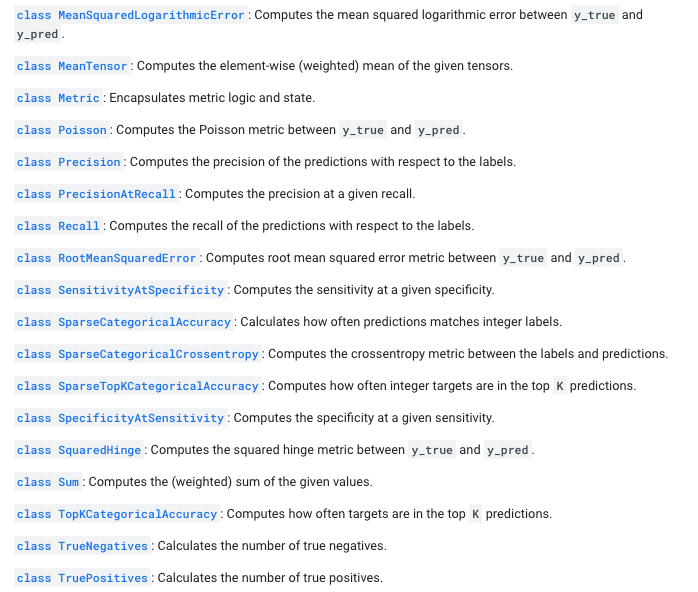 class MeanSquaredLogarithmicError: Computes the mean squared logarithmic error between y_true and
y_pred.
class MeanTensor: Computes the element-wise (weighted) mean of the given tensors.
class Metric: Encapsulates metric logic and state.
class Poisson: Computes the Poisson metric between y_true and y_pred.
class Precision: Computes the precision of the predictions with respect to the labels.
class PrecisionAtRecall: Computes the precision at a given recall.
class Recall: Computes the recall of the predictions with respect to the labels.
class RootMeanSquaredError: Computes root mean squared error metric between y_true and y_pred.
class SensitivityAtSpecificity: Computes the sensitivity at a given specificity.
class SparseCategoricalAccuracy: Calculates how often predictions matches integer labels.
class SparseCategoricalCrossentropy: Computes the crossentropy metric between the labels and predictions.
class SparseTopKCategoricalAccuracy: Computes how often integer targets are in the top K predictions.
class SpecificityAtSensitivity: Computes the specificity at a given sensitivity.
class SquaredHinge: Computes the squared hinge metric between y_true and y_pred.
class Sum: Computes the (weighted) sum of the given values.
class TopKCategoricalAccuracy: Computes how often targets are in the top K predictions.
class TrueNegatives: Calculates the number of true negatives.
class TruePositives: Calculates the number of true positives.